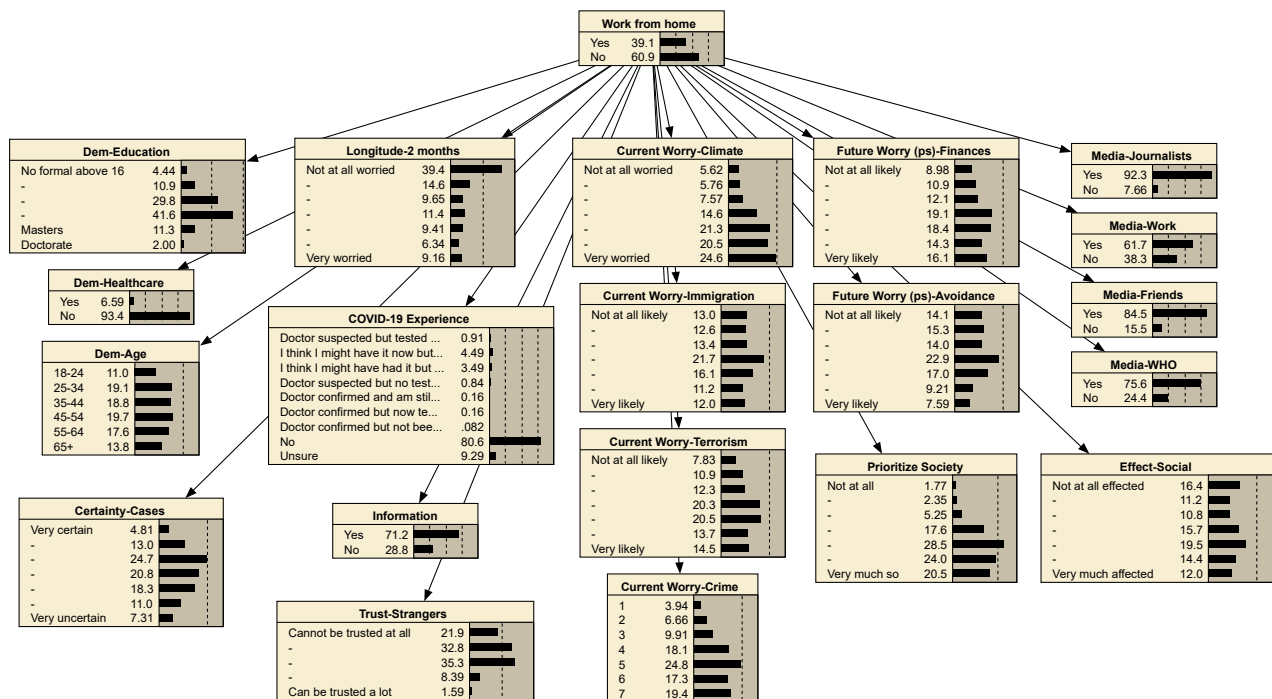 Work from home
Yes 39.1
No 60.9
Dem-Education
No formal above 16 4.44
- 10.9
- 29.8
- 41.6
Masters 11.3
Doctorate 2.00
Longitude-2 months
Not at all worried 39.4
- 14.6
- 9.65
- 11.4
- 9.41
- 6.34
Very worried 9.16
Current Worry-Climate
Not at all worried 5.62
- 5.76
- 7.57
- 14.6
- 21.3
- 20.5
Very worried 24.6
Future Worry (ps)-Finances
Not at all likely 8.98
- 10.9
- 12.1
- 19.1
- 18.4
- 14.3
Very likely 16.1
Media-Journalists
Yes 92.3
No 7.66
Media-Work
Yes 61.7
No 38.3
Dem-Healthcare
Yes 6.59
No 93.4
COVID-19 Experience
Doctor suspected but tested ... 0.91
I think I might have it now but... 4.49
I think I might have had it but ... 3.49
Doctor suspected but no test... 0.84
Doctor confirmed and am stil... 0.16
Doctor confirmed but now te... 0.16
Doctor confirmed but not bee... .082
No 80.6
Unsure 9.29
Current Worry-Immigration
Not at all likely 13.0
- 12.6
- 13.4
- 21.7
- 16.1
- 11.2
Very likely 12.0
Future Worry (ps)-Avoidance
Not at all likely 14.1
- 15.3
- 14.0
- 22.9
- 17.0
- 9.21
Very likely 7.59
Media-Friends
Yes 84.5
No 15.5
Media-WHO
Yes 75.6
No 24.4
Dem-Age
18-24 11.0
25-34 19.1
35-44 18.8
45-54 19.7
55-64 17.6
65+ 13.8
Current Worry-Terrorism
Not at all likely 7.83
- 10.9
- 12.3
- 20.3
- 20.5
- 13.7
Very likely 14.5
Prioritize Society
Not at all 1.77
- 2.35
- 5.25
- 17.6
- 28.5
- 24.0
Very much so 20.5
Effect-Social
Not at all effected 16.4
- 11.2
- 10.8
- 15.7
- 19.5
- 14.4
Very much affected 12.0
Certainty-Cases
Very certain 4.81
- 13.0
- 24.7
- 20.8
- 18.3
- 11.0
Very uncertain 7.31
Information
Yes 71.2
No 28.8
Trust-Strangers
Cannot be trusted at all 21.9
- 32.8
- 35.3
- 8.39
Can be trusted a lot 1.59
Current Worry-Crime
1 3.94
2 6.66
3 9.91
4 18.1
5 24.8
6 17.3
7 19.4